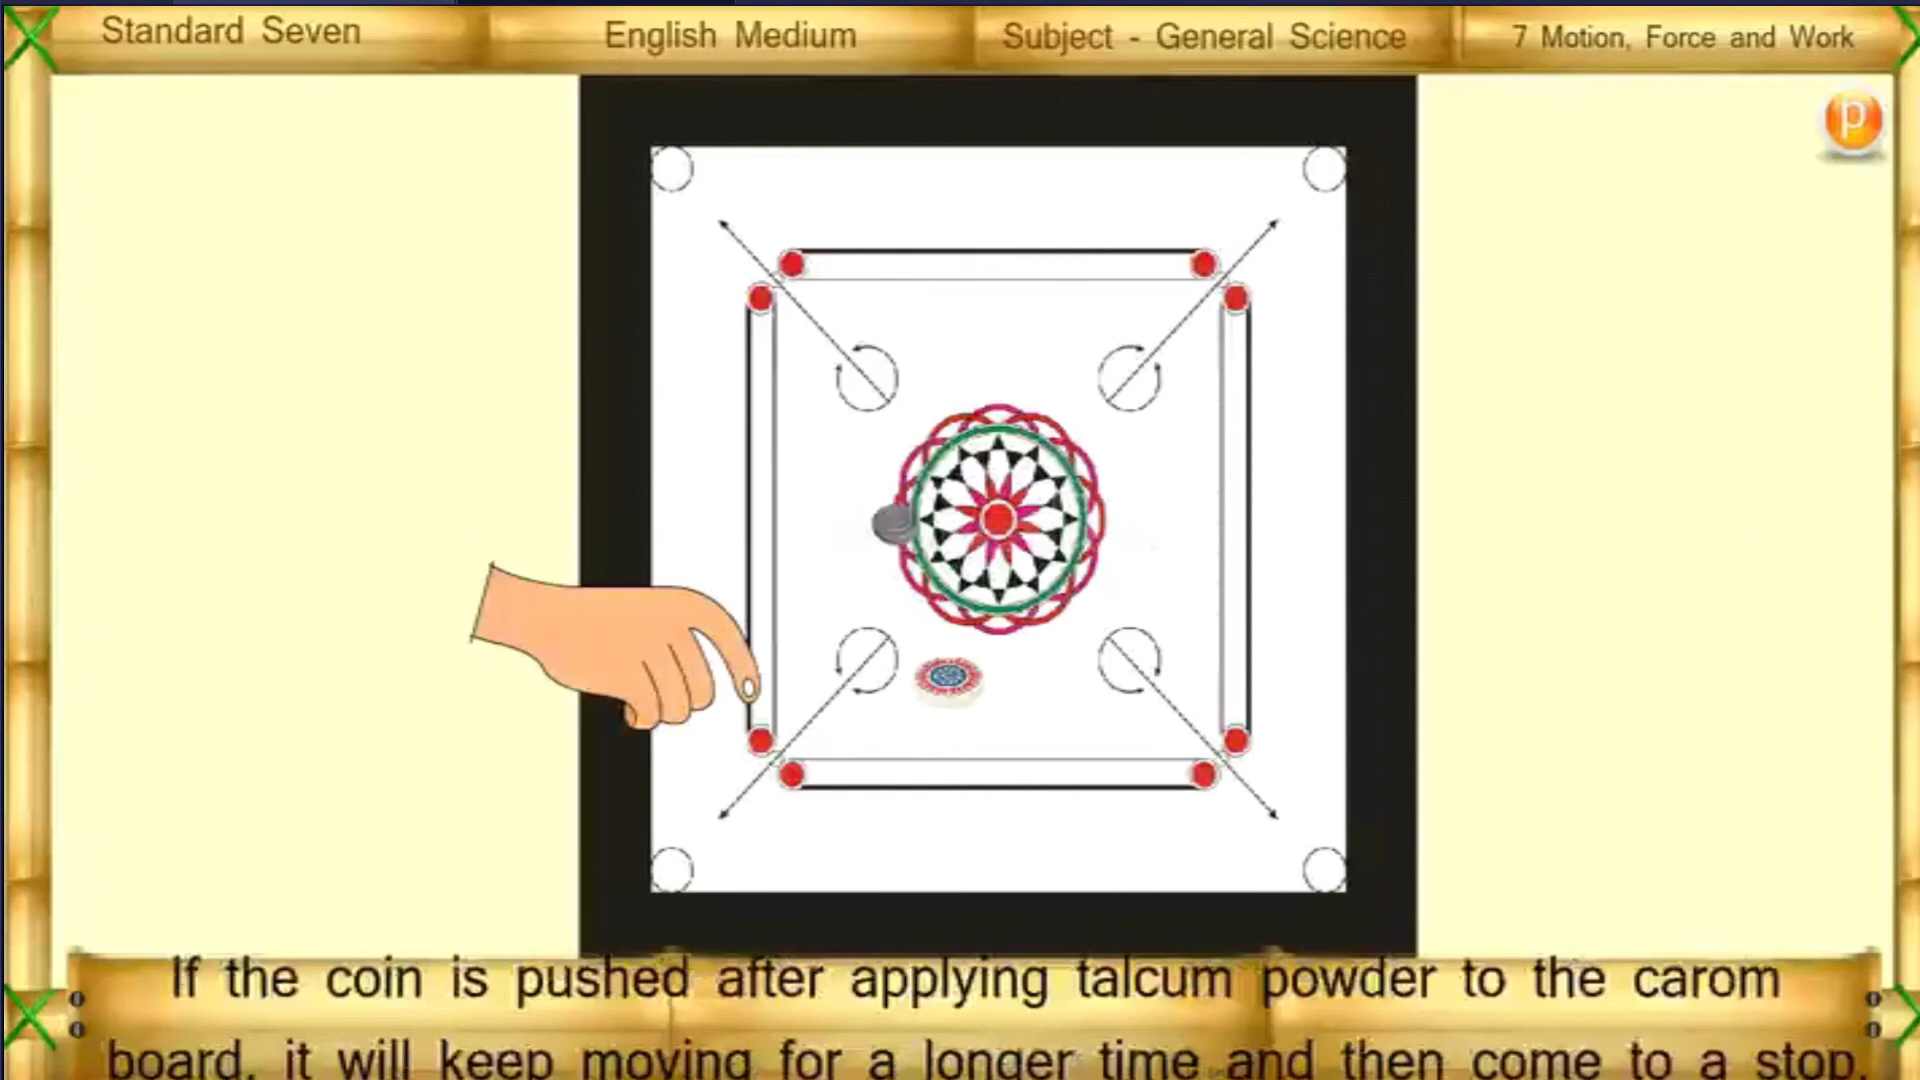 Standard Seven English Medium Subject - General Science 7 Motion, Force and Work
p
If the coin is pushed after applying talcum powder to the carom
board, it will keep moving for a longer time and then come to a stop.